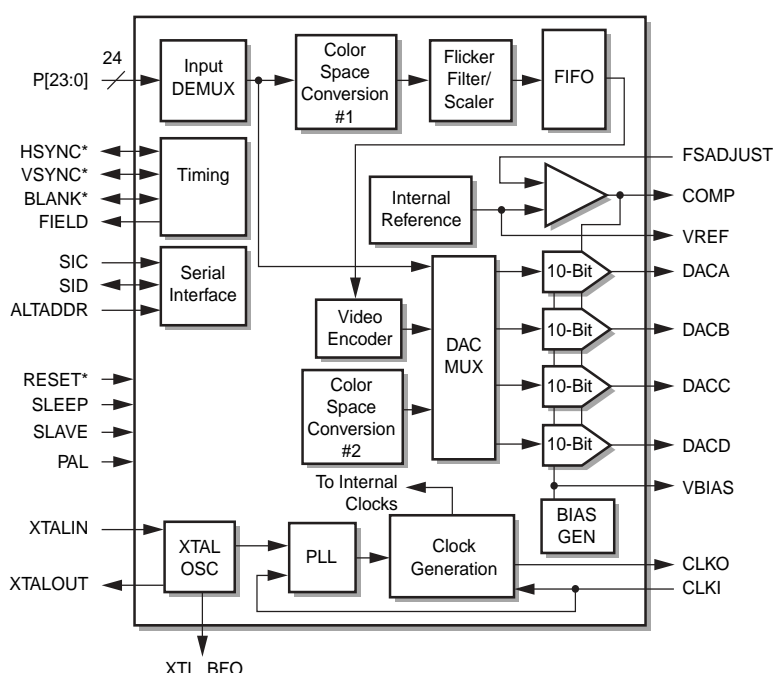 24
P[23:0]
Input
DEMUX
Color
Space
Conversion
#1
Flicker
Filter/
Scaler
FIFO
HSYNC*
VSYNC*
BLANK*
FIELD
Timing
FSADJUST
COMP
VREF
Internal
Reference
SIC
SID
ALTADDR
Serial
Interface
Video
Encoder
DAC
MUX
10-Bit
DACA
10-Bit
DACB
10-Bit
DACC
10-Bit
DACD
RESET*
SLEEP
SLAVE
PAL
Color
Space
Conversion
#2
VBIAS
BIAS
GEN
To Internal
Clocks
XTALIN
XTALOUT
XTAL
OSC
PLL
Clock
Generation
CLKO
CLKI